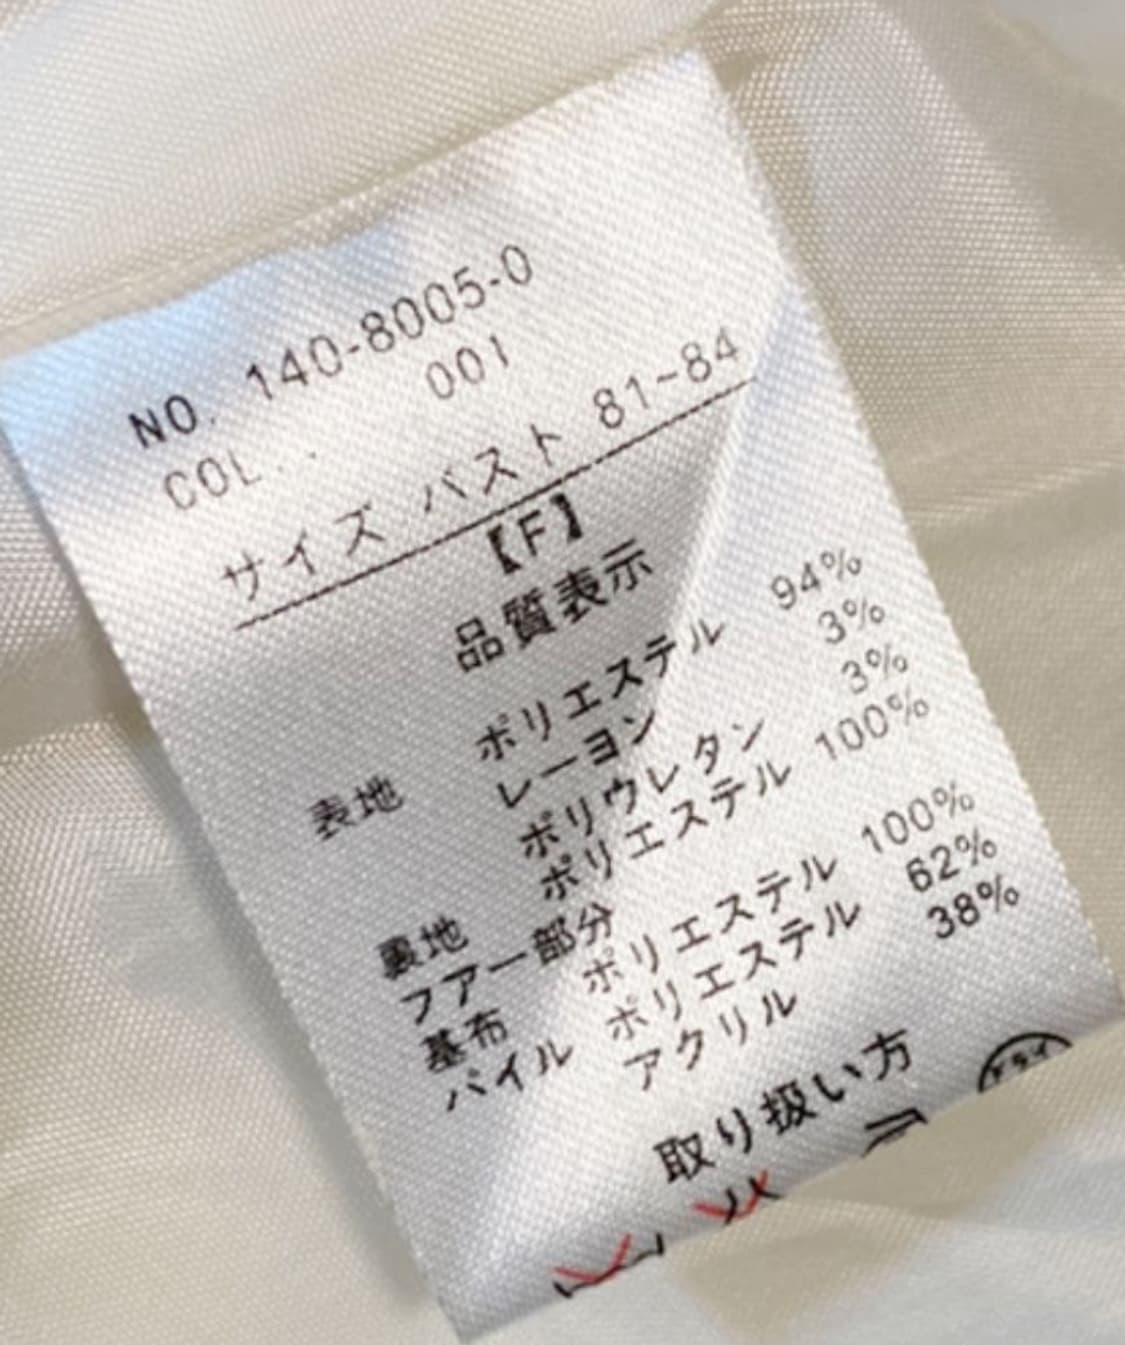 NO. 140-8005-0
COL... 001
サイズ バスト 81~84
【F】
品質表示
表地 ポリエステル 94%
レーヨン 3%
ポリウレタン 3%
裏地 ポリエステル 100%
ファー部分
基布 ポリエステル 100%
パイル ポリエステル 62%
アクリル 38%
取り扱い方
ドライ